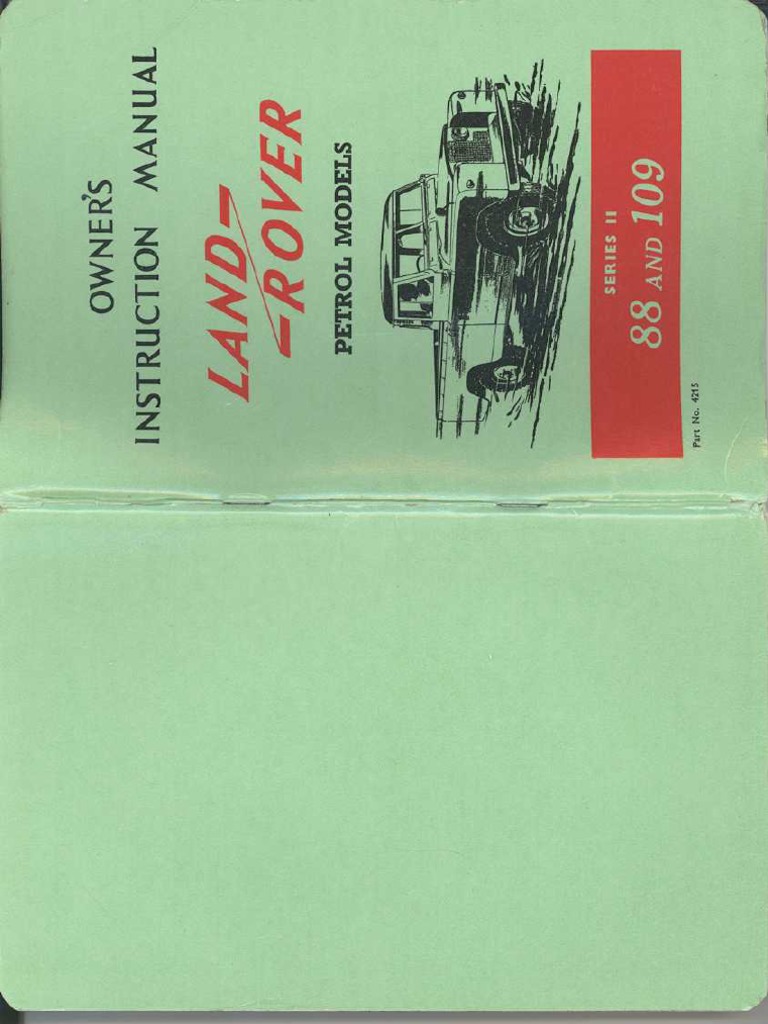 OWNER'S
INSTRUCTION MANUAL
LAND-
-ROVER
PETROL MODELS
SERIES II
88 AND 109
Part No. 4215